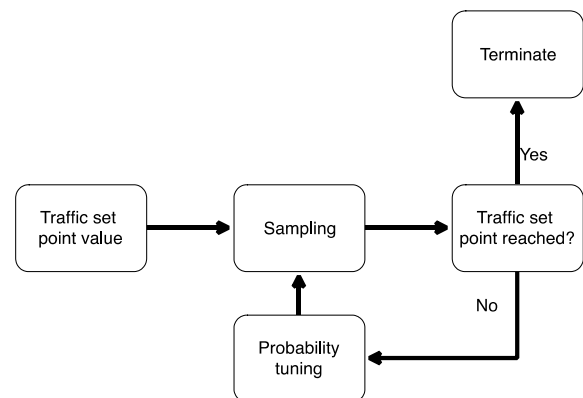 Terminate
Yes
Traffic set
point value
Sampling
Traffic set
point reached?
No
Probability
tuning